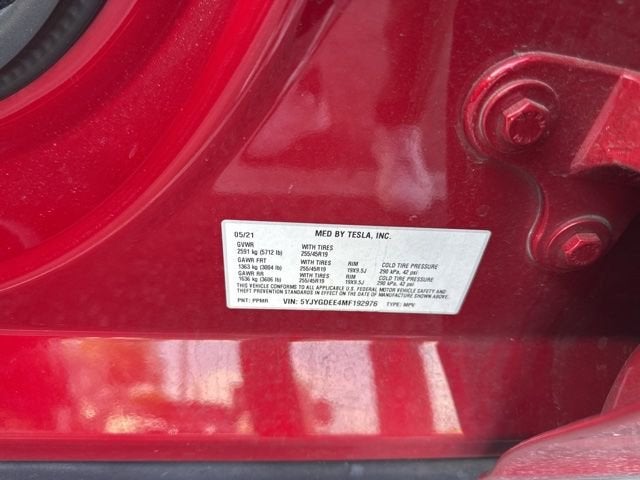 05/21 MFD BY TESLA, INC.
GVWR WITH TIRES
2591 kg (5712 lb) 255/45R19
GAWR FRT WITH TIRES RIM COLD TIRE PRESSURE
1363 kg (3004 lb) 255/45R19 19X9.5J 290 kPa, 42 psi
GAWR RR WITH TIRES RIM COLD TIRE PRESSURE
1636 kg (3606 lb) 255/45R19 19X9.5J 290 kPa, 42 psi
THIS VEHICLE CONFORMS TO ALL APPLICABLE U.S. FEDERAL
MOTOR VEHICLE SAFETY AND THEFT PREVENTION STANDARDS IN
EFFECT ON THE DATE OF MANUFACTURE SHOWN ABOVE.
PNT: PPMR VIN: 5YJYGDEE4MF192976 TYPE: MPV